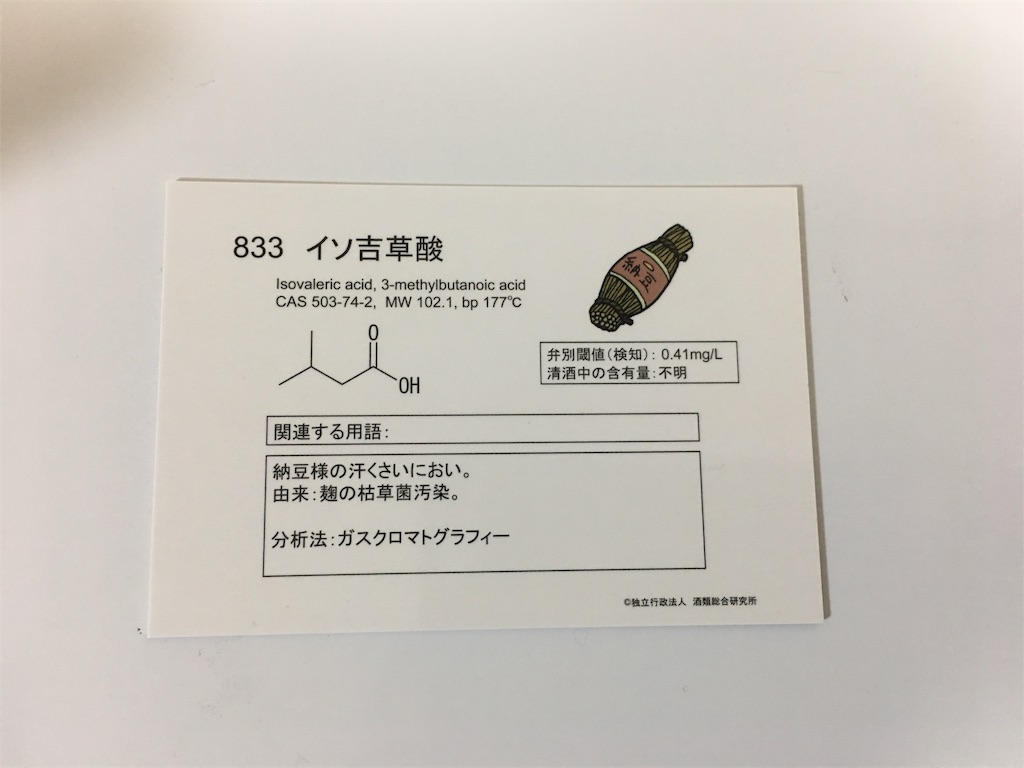 833 イソ吉草酸
Isovaleric acid, 3-methylbutanoic acid
CAS 503-74-2, MW 102.1, bp 177℃
納豆
O
OH
弁別閾値(検知): 0.41mg/L
清酒中の含有量:不明
関連する用語:
納豆様の汗くさいにおい。
由来:麹の枯草菌汚染。
分析法:ガスクロマトグラフィー
©独立行政法人 酒類総合研究所